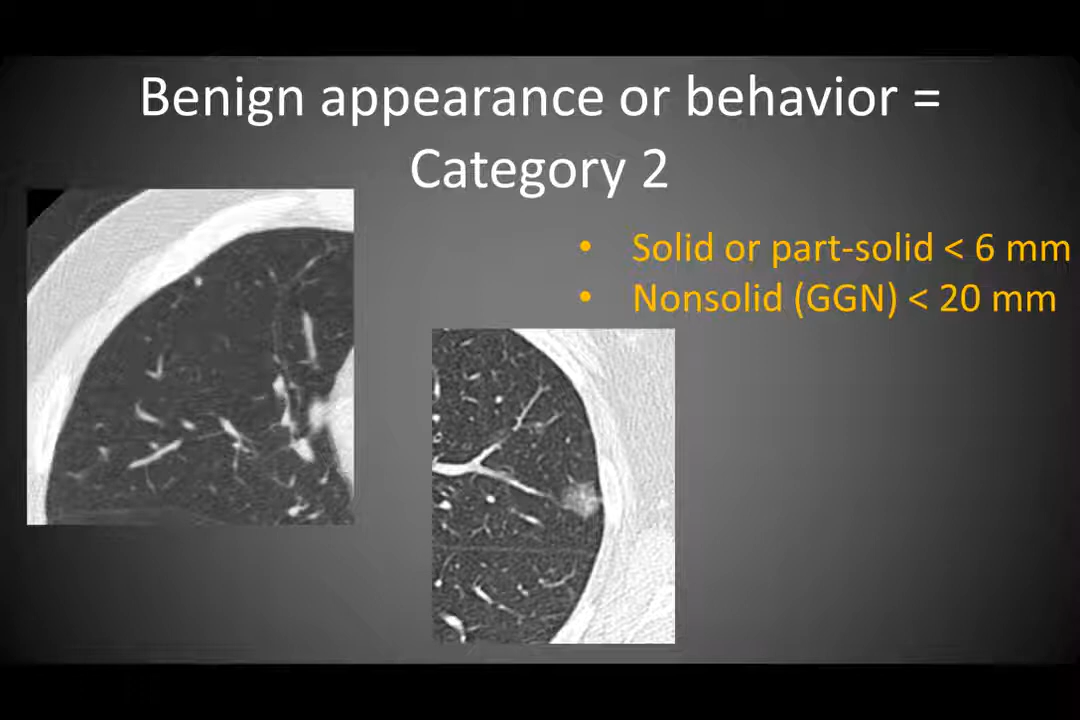 Benign appearance or behavior =
Category 2
• Solid or part-solid < 6 mm
• Nonsolid (GGN) < 20 mm